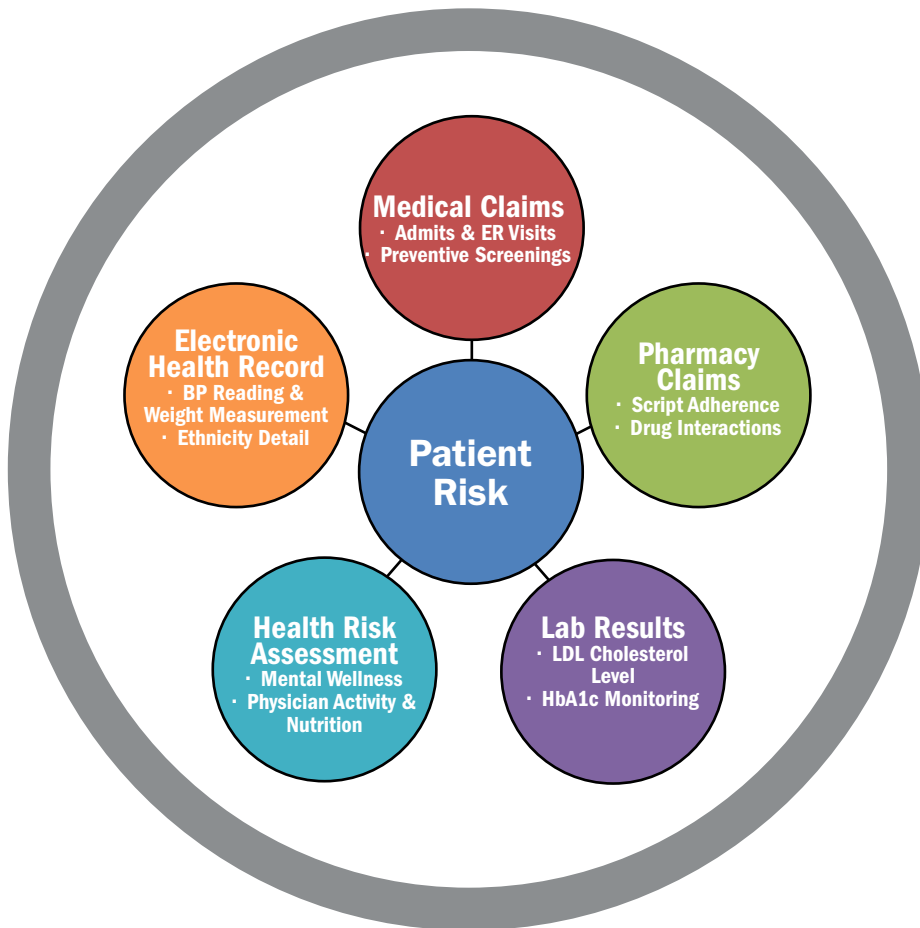 Medical Claims
· Admits & ER Visits
· Preventive Screenings
Electronic
Health Record
· BP Reading &
Weight Measurement
· Ethnicity Detail
Pharmacy
Claims
· Script Adherence
· Drug Interactions
Patient
Risk
Health Risk
Assessment
· Mental Wellness
· Physician Activity &
Nutrition
Lab Results
· LDL Cholesterol
Level
· HbA1c Monitoring